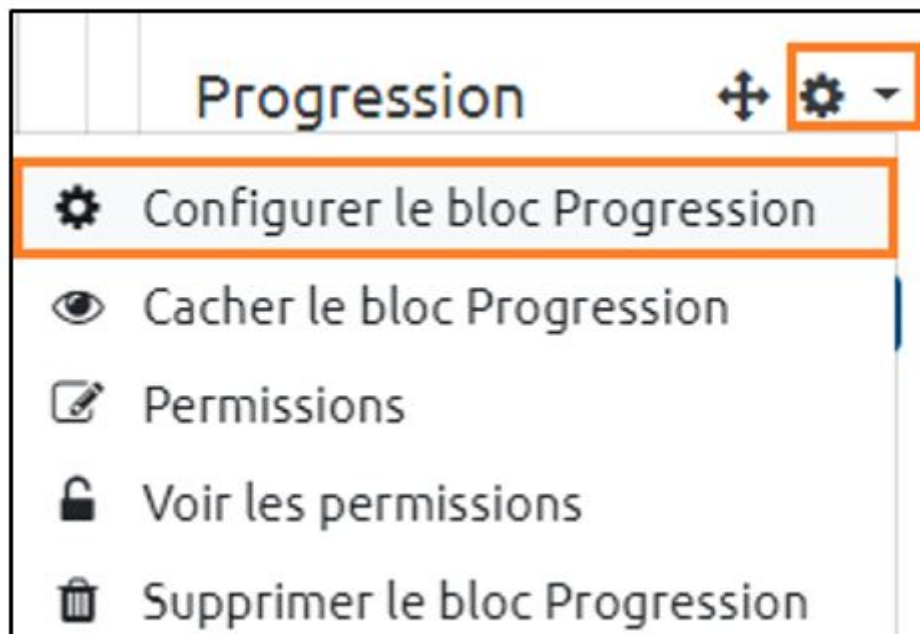 Progression
Configurer le bloc Progression
Cacher le bloc Progression
Permissions
Voir les permissions
Supprimer le bloc Progression